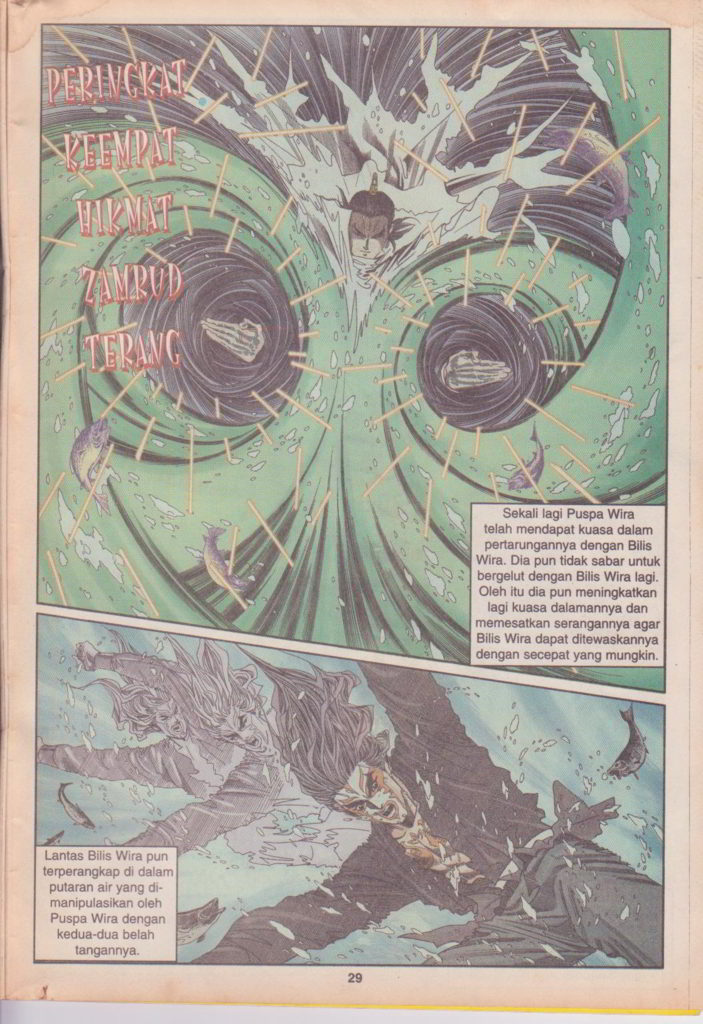 PERINGKAT
KEEMPAT
HIKMAT
ZAMRUD
TERANG
Sekali lagi Puspa Wira
telah mendapat kuasa dalam
pertarungannya dengan Bilis
Wira. Dia pun tidak sabar untuk
bergelut dengan Bilis Wira lagi.
Oleh itu dia pun meningkatkan
lagi kuasa dalamannya dan
memesatkan serangannya agar
Bilis Wira dapat ditewaskannya
dengan secepat yang mungkin.
Lantas Bilis Wira pun
terperangkap di dalam
putaran air yang di-
manipulasikan oleh
Puspa Wira dengan
kedua-dua belah
tangannya.
29